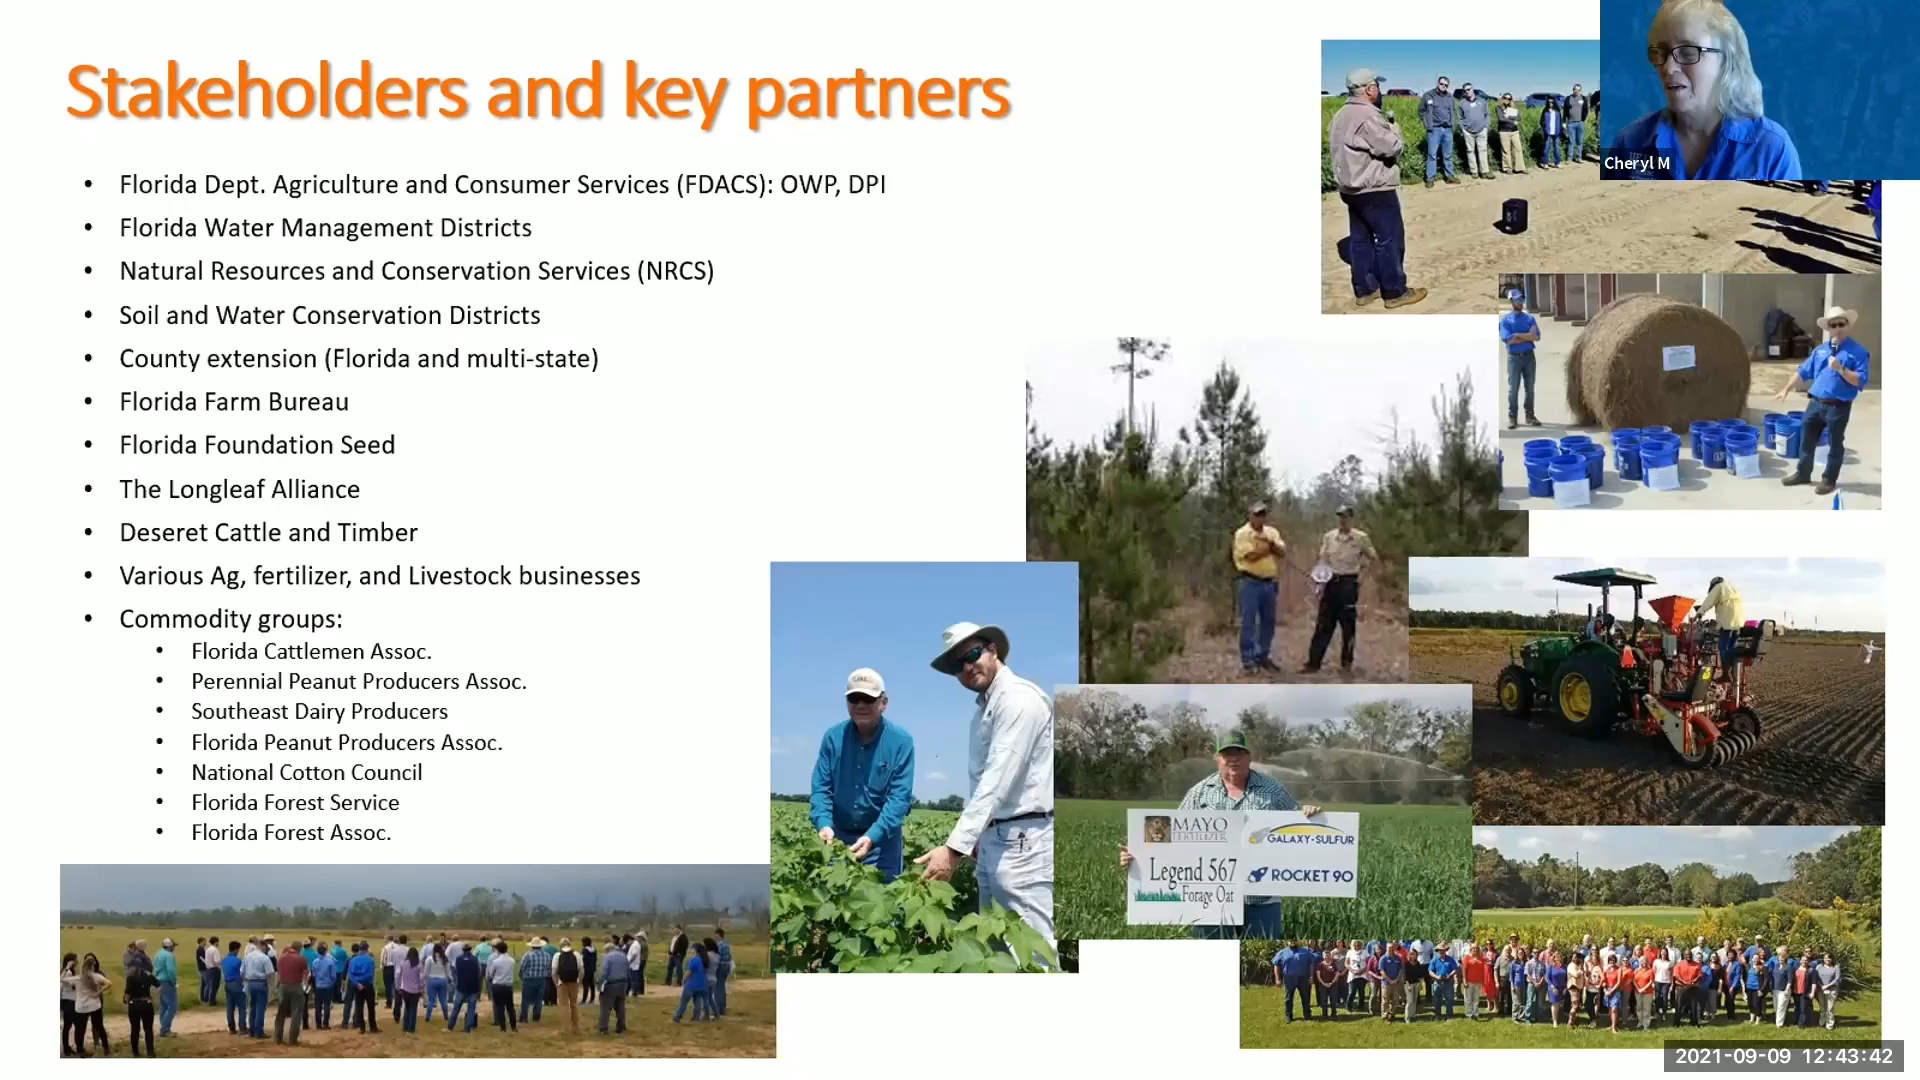 Stakeholders and key partners
• Florida Dept. Agriculture and Consumer Services (FDACS): OWP, DPI
• Florida Water Management Districts
• Natural Resources and Conservation Services (NRCS)
• Soil and Water Conservation Districts
• County extension (Florida and multi-state)
• Florida Farm Bureau
• Florida Foundation Seed
• The Longleaf Alliance
• Deseret Cattle and Timber
• Various Ag, fertilizer, and Livestock businesses
• Commodity groups:
• Florida Cattlemen Assoc.
• Perennial Peanut Producers Assoc.
• Southeast Dairy Producers
• Florida Peanut Producers Assoc.
• National Cotton Council
• Florida Forest Service
• Florida Forest Assoc.
Cheryl M
MAYO
FERTILIZER
Legend 567
Forage Oat
GALAXY·SULFUR
ROCKET 90
2021-09-09 12:43:42